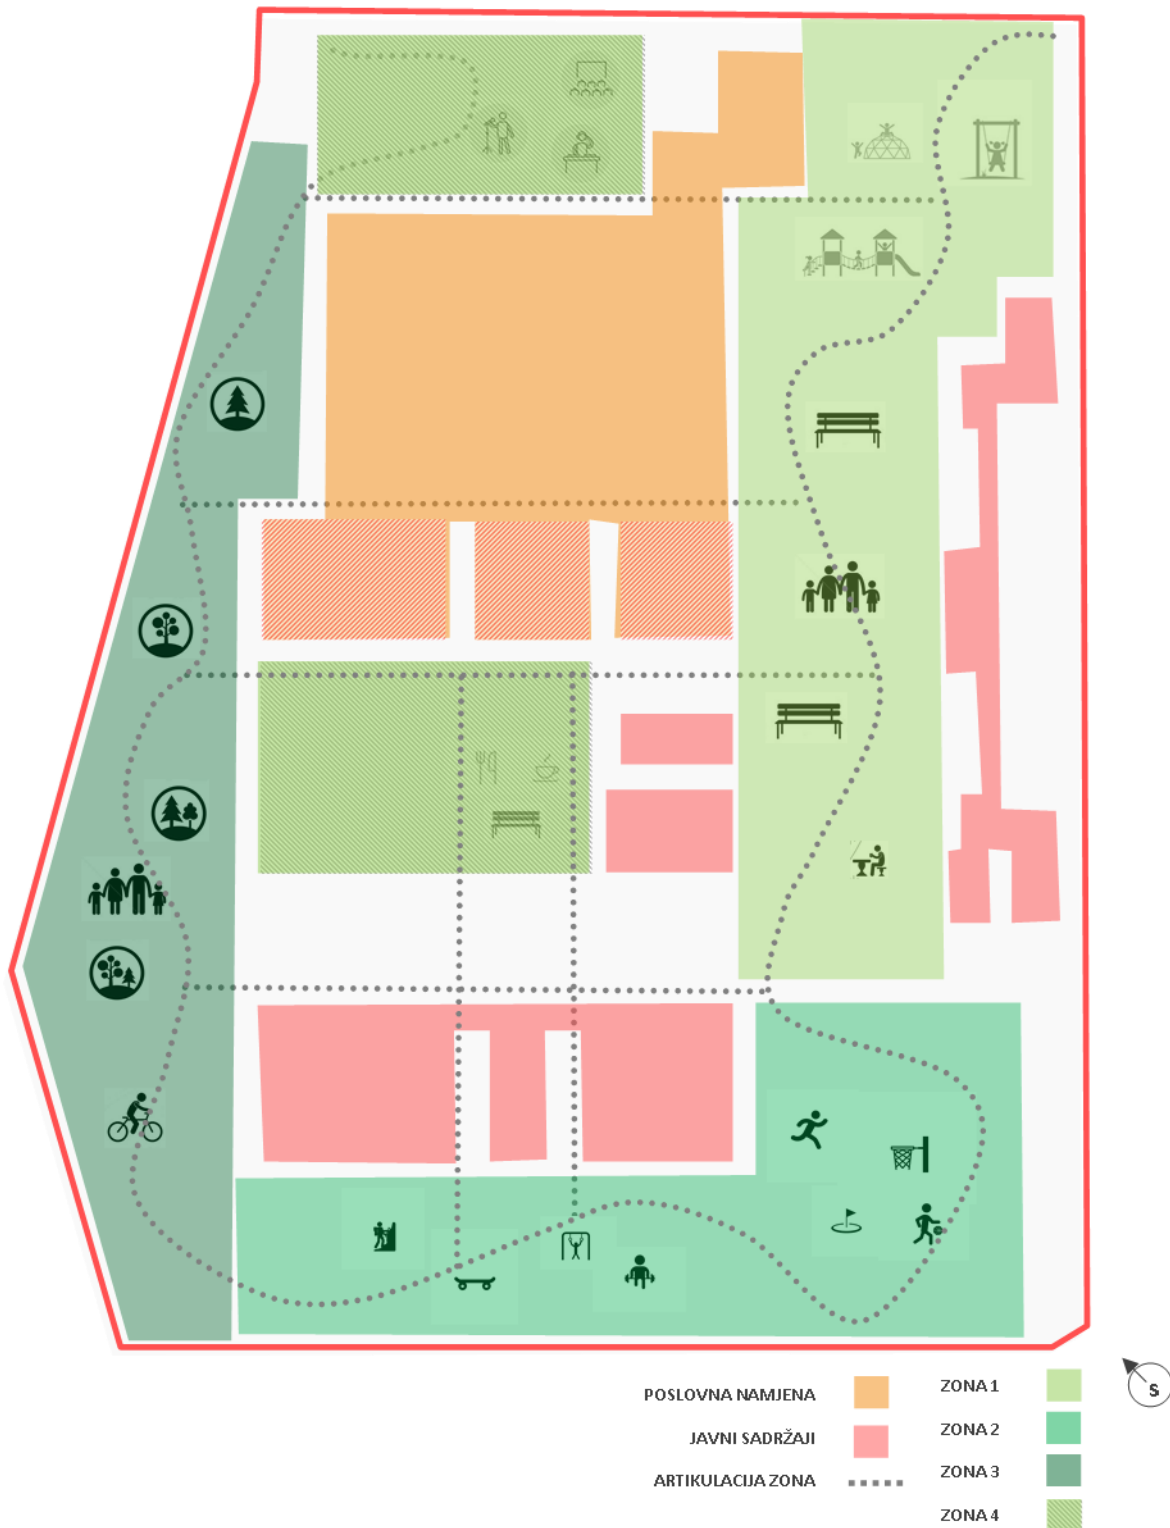 POSLOVNA NAMJENA
JAVNI SADRŽAJI
ARTIKULACIJA ZONA
ZONA 1
ZONA 2
ZONA 3
ZONA 4
S